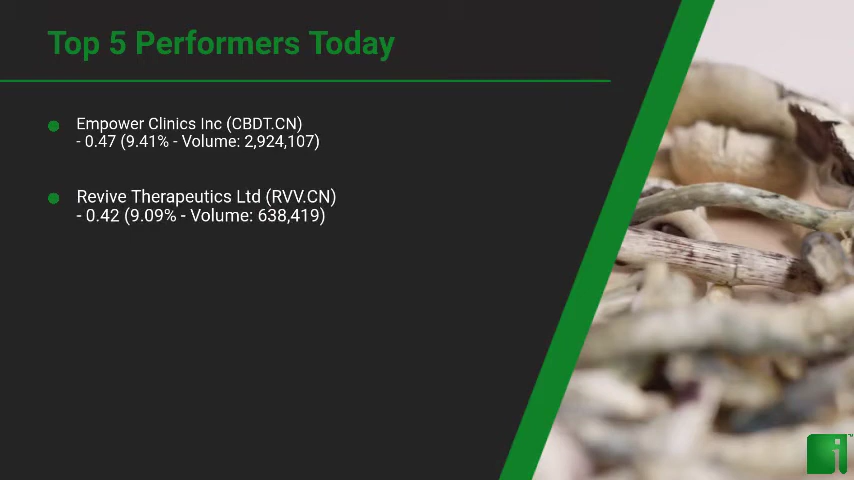 Top 5 Performers Today
Empower Clinics Inc (CBDT.CN)
- 0.47 (9.41% - Volume: 2,924,107)
Revive Therapeutics Ltd (RVV.CN)
- 0.42 (9.09% - Volume: 638,419)
i
TM